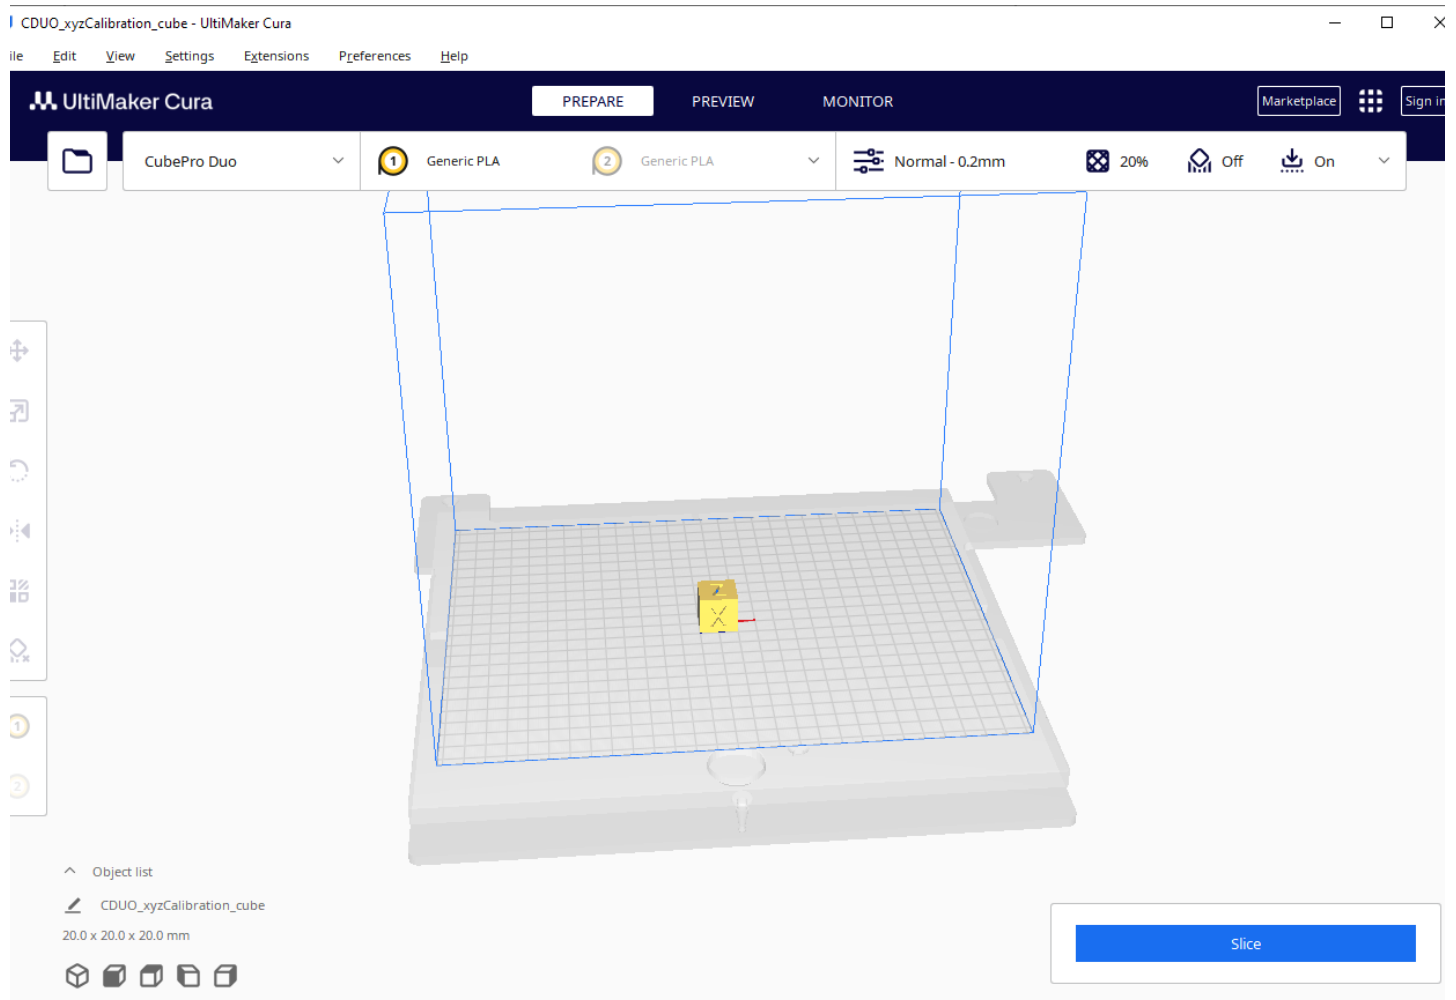 CDUO_xyzCalibration_cube - UltiMaker Cura
ile Edit View Settings Extensions Preferences Help
UltiMaker Cura PREPARE PREVIEW MONITOR Marketplace Sign in
CubePro Duo 1 Generic PLA 2 Generic PLA Normal - 0.2mm 20% Off On
Z
X
1
2
Object list
CDUO_xyzCalibration_cube
20.0 x 20.0 x 20.0 mm
Slice